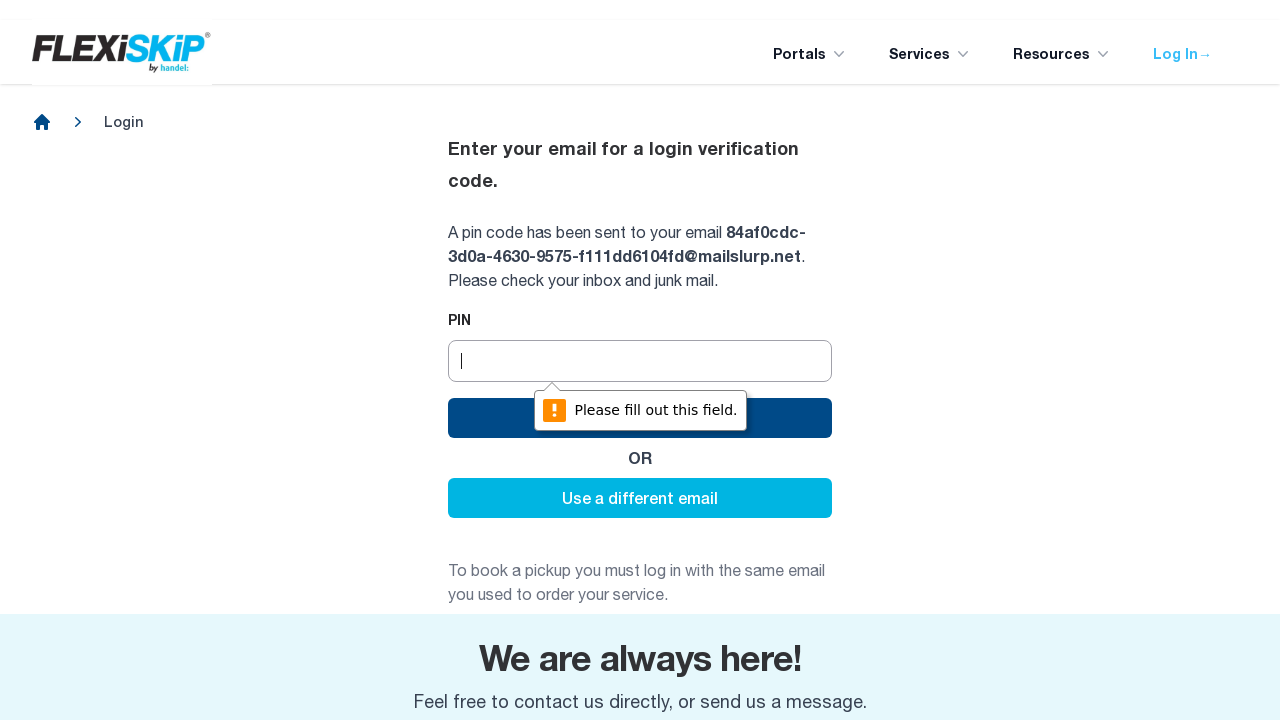 FLEXiSKiP®
by handel:
Portals
Services
Resources
Log In→
Login
Enter your email for a login verification
code.
A pin code has been sent to your email 84af0cdc-
3d0a-4630-9575-f111dd6104fd@mailslurp.net.
Please check your inbox and junk mail.
PIN
Please fill out this field.
OR
Use a different email
To book a pickup you must log in with the same email
you used to order your service.
We are always here!
Feel free to contact us directly, or send us a message.